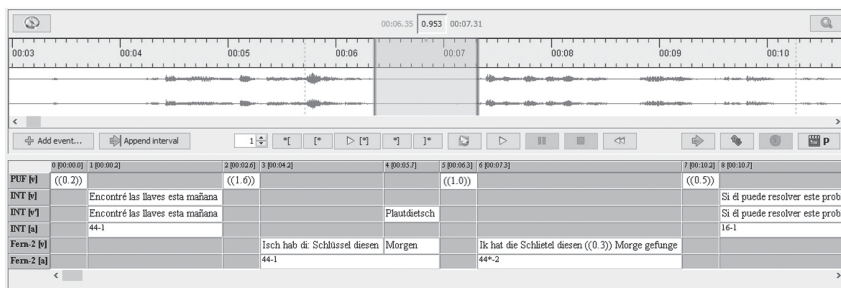 00:06.35 0.953 00:07.31
00:03 00:04 00:05 00:06 00:07 00:08 00:09 00:10
Add event... Append interval 1 *[ [* [*] *] ]* p
0 [00:00.0] 1 [00:00.2] 2 [00:02.6] 3 [00:04.2] 4 [00:05.7] 5 [00:06.3] 6 [00:07.3] 7 [00:10.2] 8 [00:10.7]
PUF [v] ((0.2)) ((1.6)) ((1.0)) ((0.5))
INT [v] Encontré las llaves esta mañana Si él puede resolver este prob
INT [v'] Encontré las llaves esta mañana Plautdietsch Si él puede resolver este prob
INT [a] 44-1 16-1
Fern-2 [v] Isch hab di: Schlüssel diesen Morgen Ik hat die Schlietel diesen ((0.3)) Morge gefunge
Fern-2 [a] 44-1 44*-2